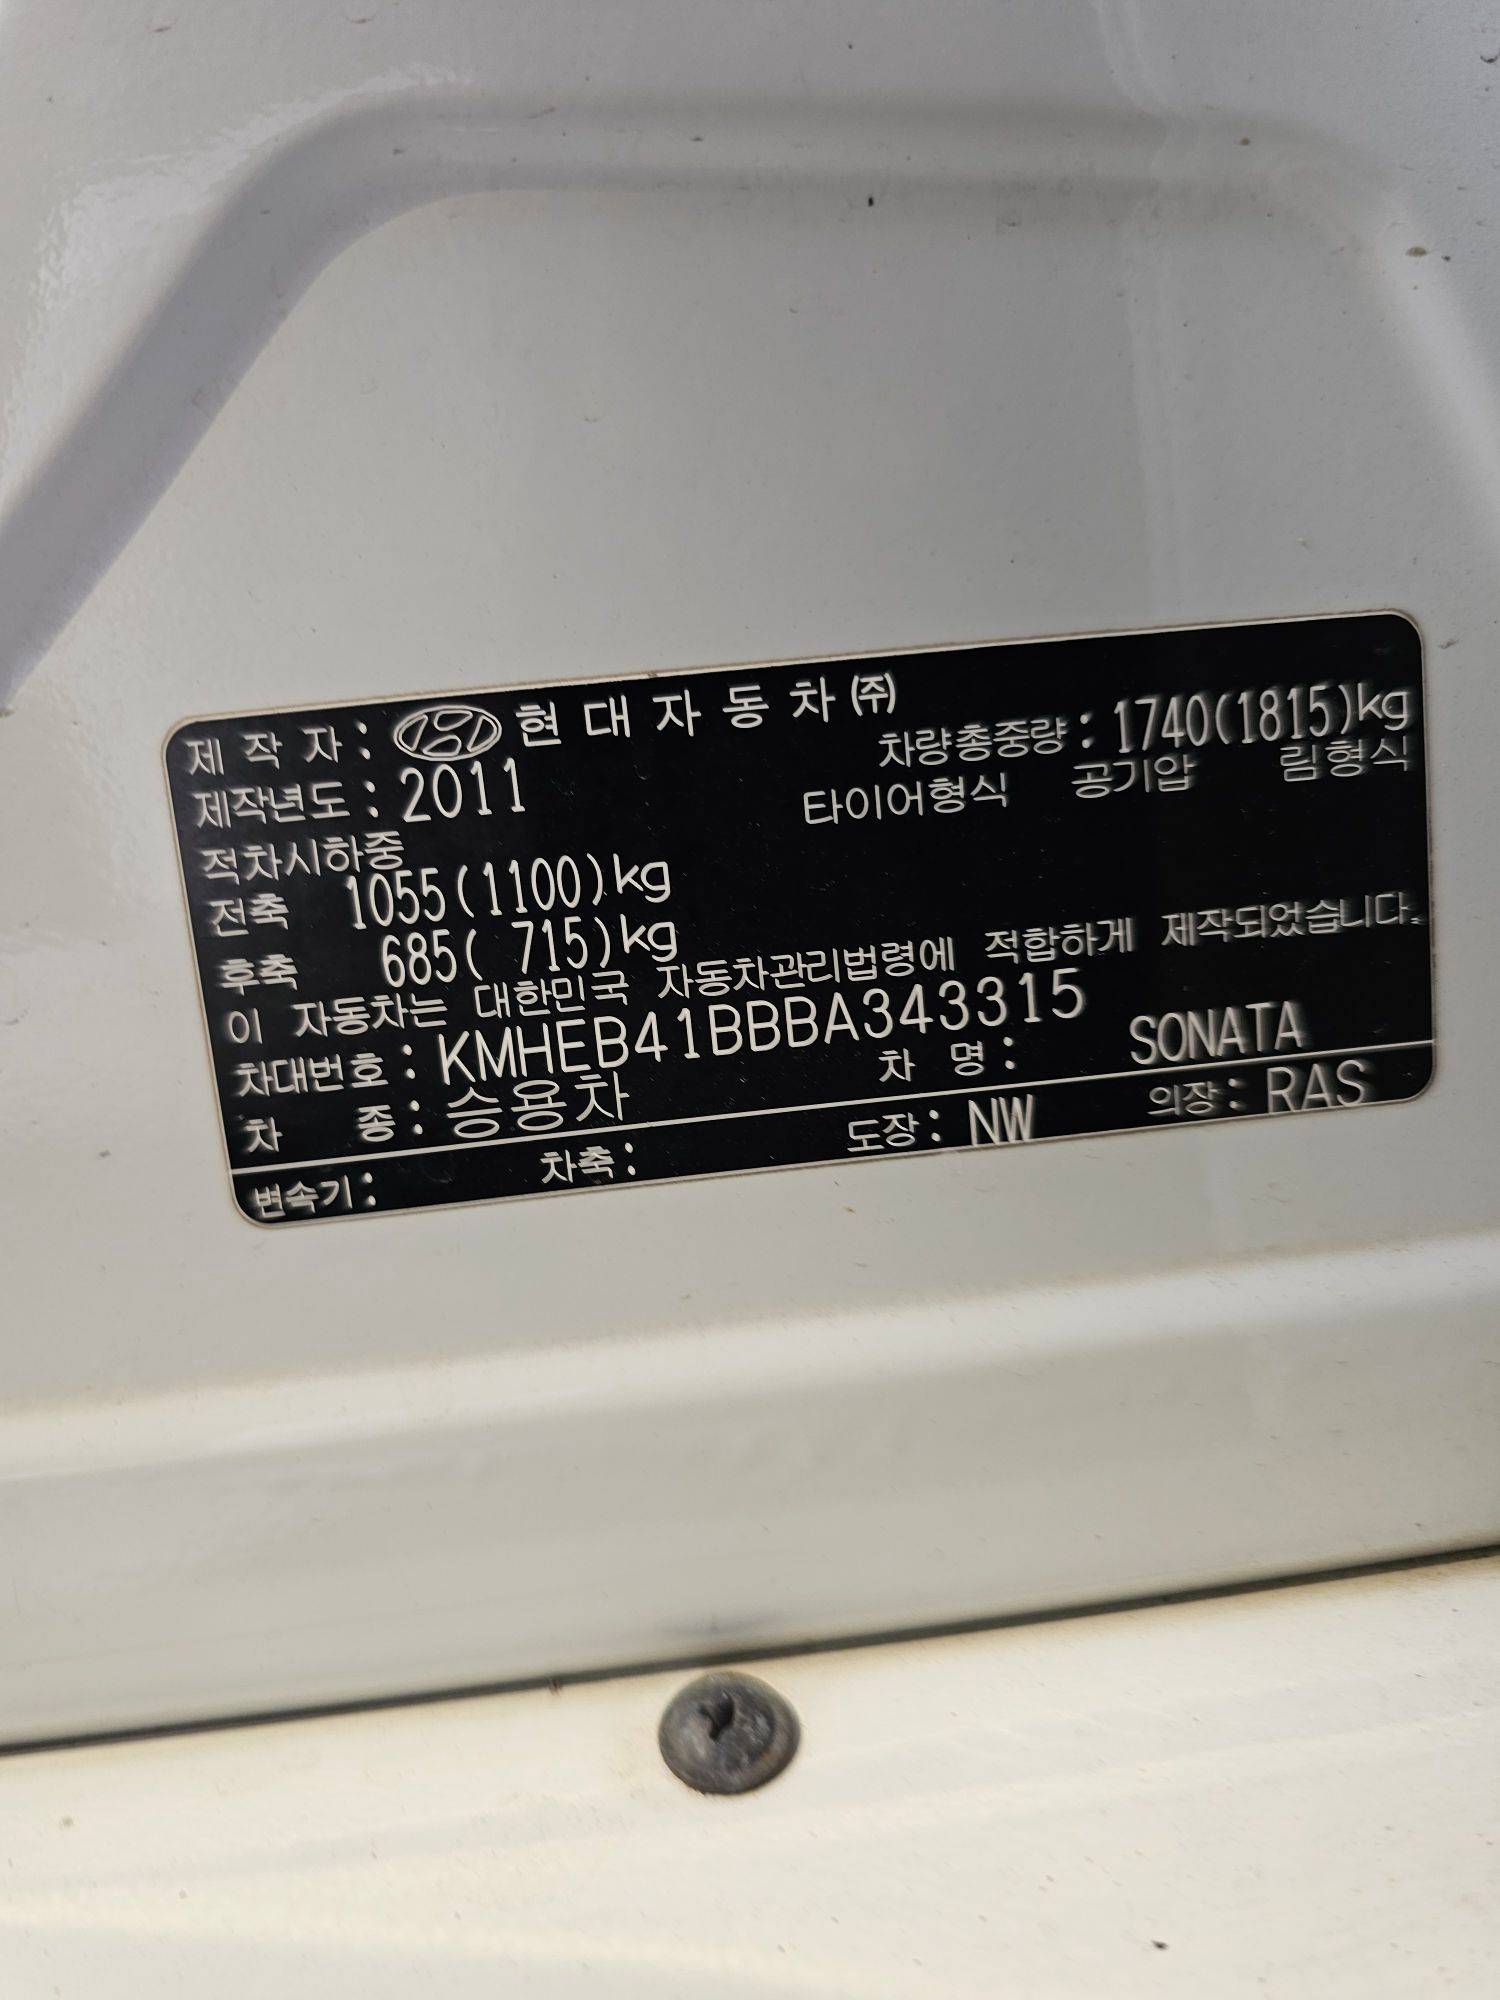 제 작 자 : 현 대 자 동 차 ㈜
제작년도 : 2011 차량총중량 : 1740(1815)kg
적차시하중 타이어형식 공기압 림형식
전축 1055(1100)kg
후축 685( 715)kg
이 자동차는 대한민국 자동차관리법령에 적합하게 제작되었습니다.
차대번호 : KMHEB41BBBA343315
차 종 : 승용차 차 명 : SONATA
변속기 : 차축 : 도장 : NW 의장 : RAS